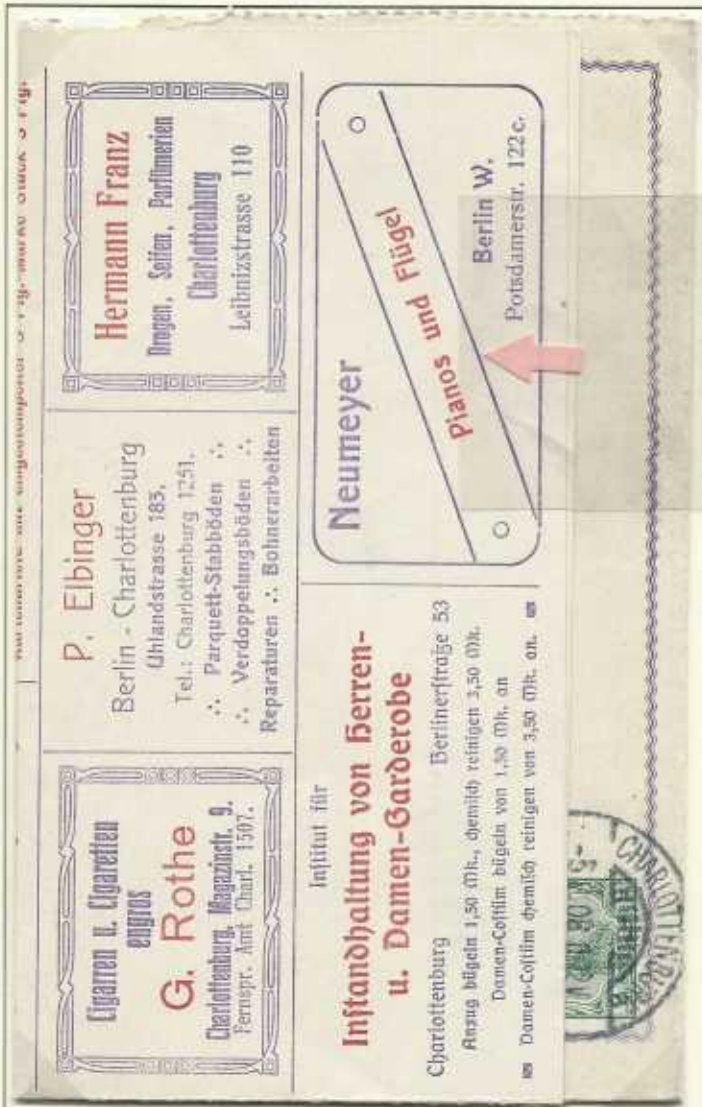 Cigarren u. Cigaretten
engros
G. Rothe
Charlottenburg, Magazinstr. 9.
Fernspr. Amt Charl. 1507.
P. Elbinger
Berlin - Charlottenburg
Uhlandstrasse 183.
Tel.: Charlottenburg 1251.
∴ Parquett-Stabböden ∴
∴ Verdoppelungsböden ∴
Reparaturen ∴ Bohnerarbeiten
Hermann Franz
Drogen, Seifen, Parfümerien
Charlottenburg
Leibnizstrasse 110
Institut für
Instandhaltung von Herren-
u. Damen-Garderobe
Charlottenburg Berlinerſtraße 53
Anzug bügeln 1,50 Mk., chemiſch reinigen 3,50 Mk.
Damen-Coſtüm bügeln von 1,50 Mk. an
Damen-Coſtüm chemiſch reinigen von 3,50 Mk. an.
Neumeyer
Pianos und Flügel
Berlin W.
Potsdamerstr. 122c.
CHARLOTTENBURG